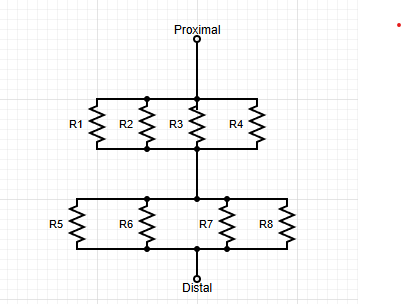 Proximal
R1 R2 R3 R4
R5 R6 R7 R8
Distal